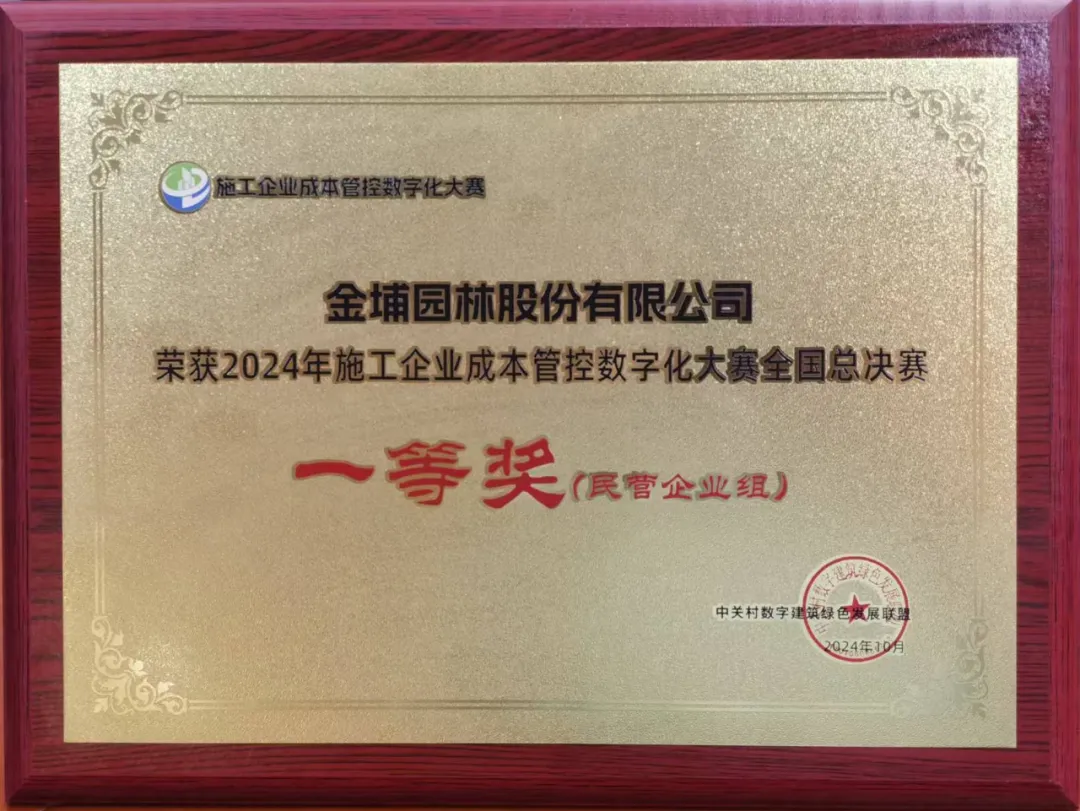 施工企业成本管控数字化大赛
金埔园林股份有限公司
荣获2024年施工企业成本管控数字化大赛全国总决赛
一等奖(民营企业组)
中关村数字建筑绿色发展联盟
2024年10月